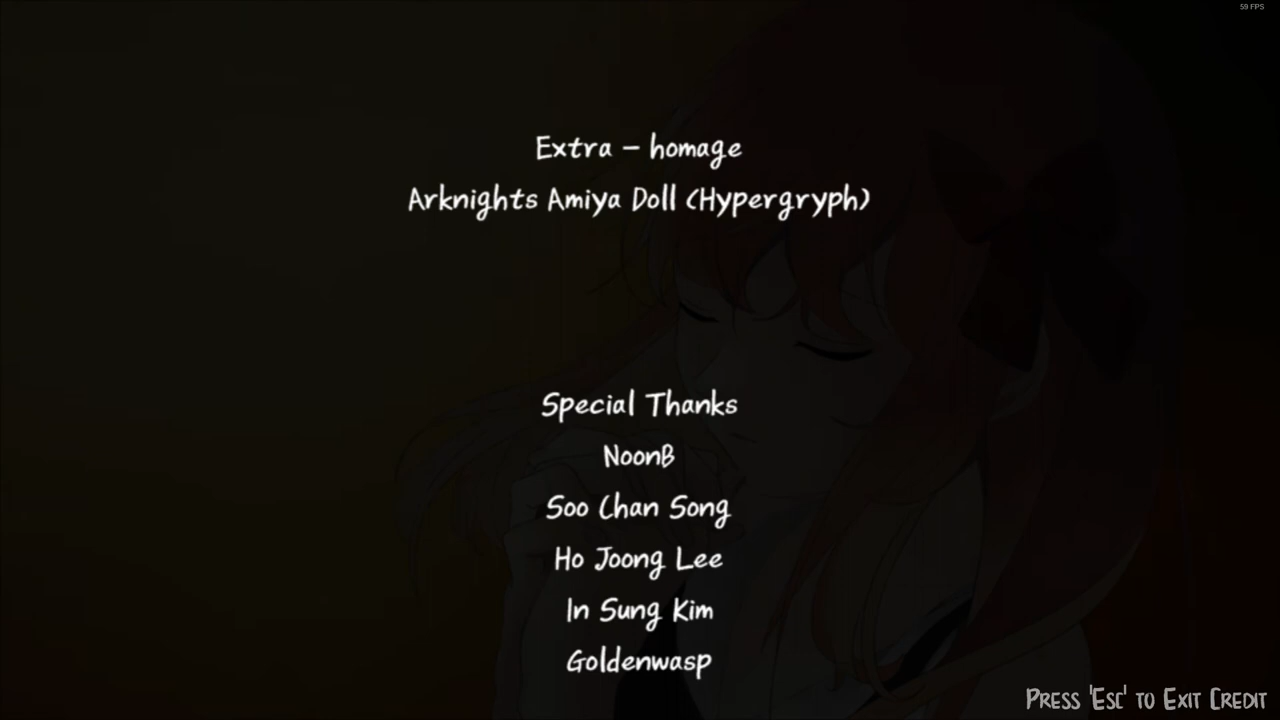 59 FPS
Extra – homage
Arknights Amiya Doll (Hypergryph)
Special Thanks
NoonB
Soo Chan Song
Ho Joong Lee
In Sung Kim
Goldenwasp
Press 'Esc' to Exit Credit